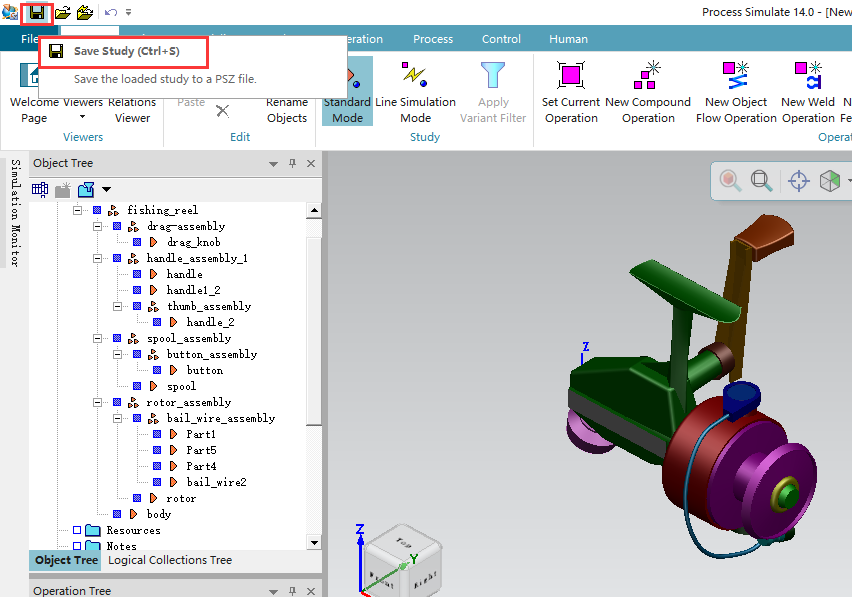 Process Simulate 14.0 - [New
File
eration
Process
Control
Human
Save Study (Ctrl+S)
Save the loaded study to a PSZ file.
Welcome Page
Viewers
Relations Viewer
Paste
Rename Objects
Standard Mode
Line Simulation Mode
Apply Variant Filter
Set Current Operation
New Compound Operation
New Object Flow Operation
New Weld Operation
Viewers
Edit
Study
Operat
Simulation Monitor
Object Tree
fishing_reel
drag-assembly
drag_knob
handle_assembly_1
handle
handle1_2
thumb_assembly
handle_2
spool_assembly
button_assembly
button
spool
rotor_assembly
bail_wire_assembly
Part1
Part5
Part4
bail_wire2
rotor
body
Resources
Notes
Object Tree
Logical Collections Tree
Operation Tree
Z
Z
Y
Top
Front
Right